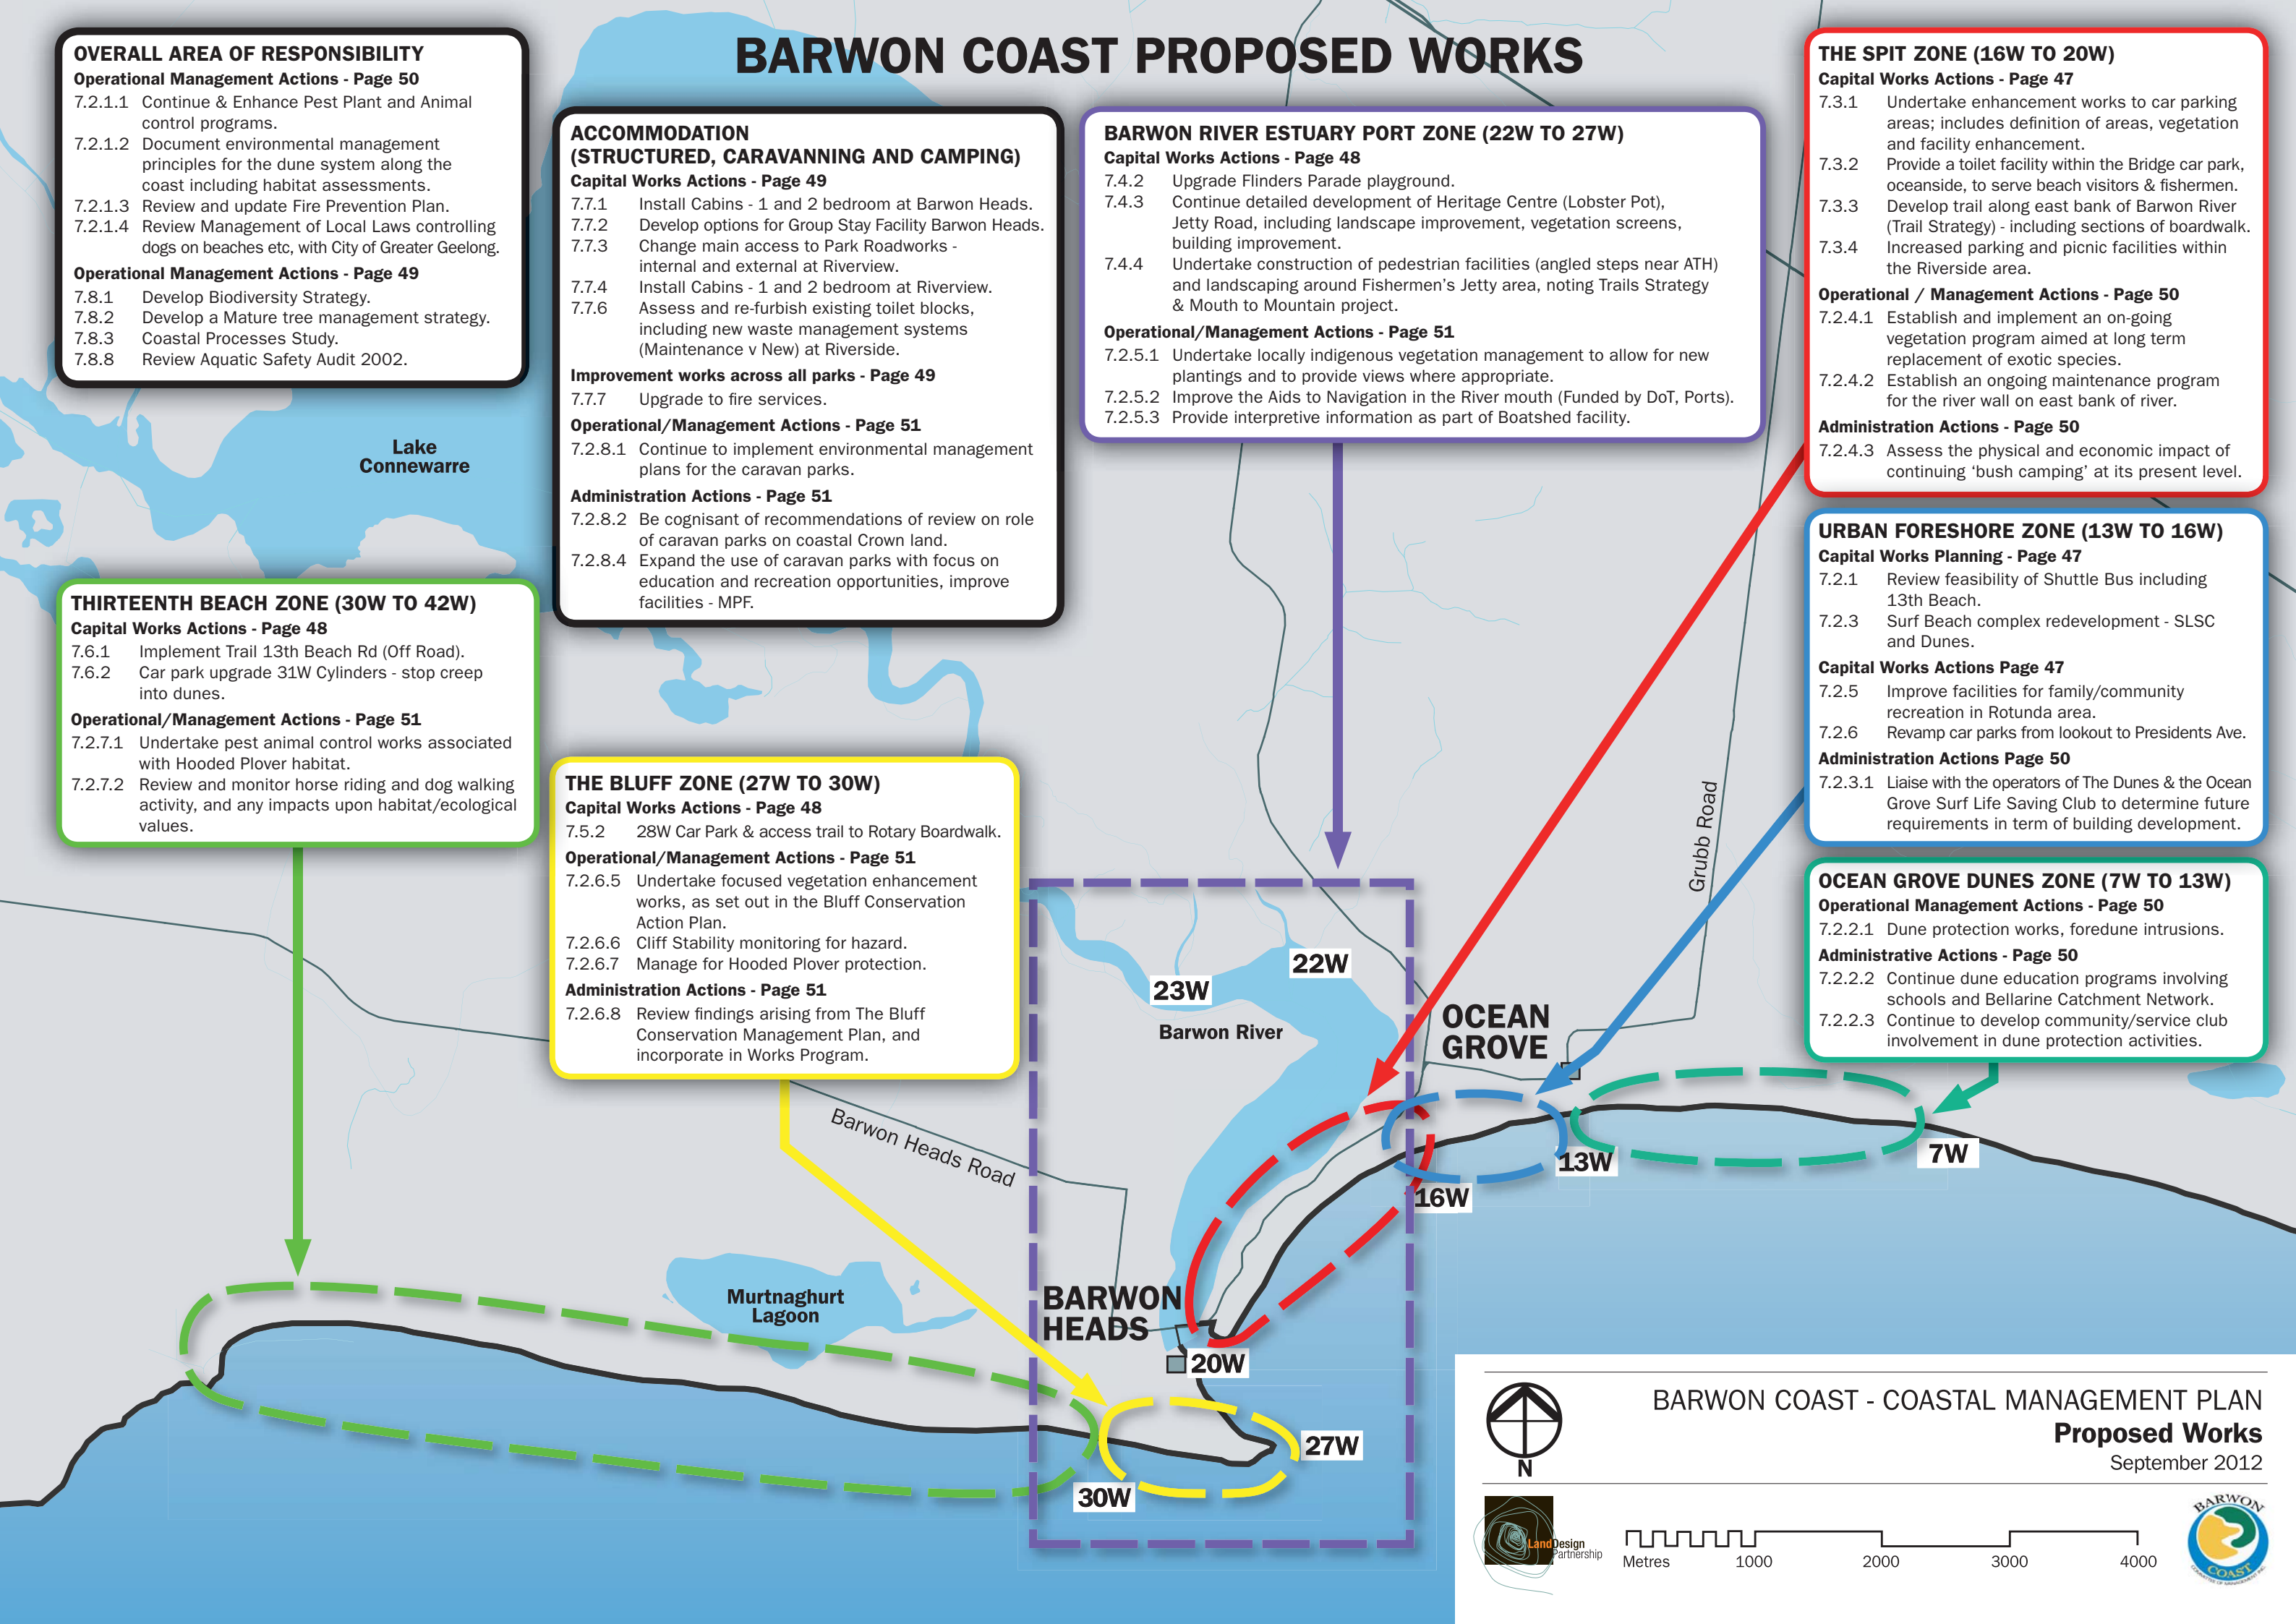 BARWON COAST PROPOSED WORKS
OVERALL AREA OF RESPONSIBILITY
Operational Management Actions - Page 50
7.2.1.1 Continue & Enhance Pest Plant and Animal
control programs.
7.2.1.2 Document environmental management
principles for the dune system along the
coast including habitat assessments.
7.2.1.3 Review and update Fire Prevention Plan.
7.2.1.4 Review Management of Local Laws controlling
dogs on beaches etc, with City of Greater Geelong.
Operational Management Actions - Page 49
7.8.1 Develop Biodiversity Strategy.
7.8.2 Develop a Mature tree management strategy.
7.8.3 Coastal Processes Study.
7.8.8 Review Aquatic Safety Audit 2002.
ACCOMMODATION
(STRUCTURED, CARAVANNING AND CAMPING)
Capital Works Actions - Page 49
7.7.1 Install Cabins - 1 and 2 bedroom at Barwon Heads.
7.7.2 Develop options for Group Stay Facility Barwon Heads.
7.7.3 Change main access to Park Roadworks -
internal and external at Riverview.
7.7.4 Install Cabins - 1 and 2 bedroom at Riverview.
7.7.6 Assess and re-furbish existing toilet blocks,
including new waste management systems
(Maintenance v New) at Riverside.
Improvement works across all parks - Page 49
7.7.7 Upgrade to fire services.
Operational/Management Actions - Page 51
7.2.8.1 Continue to implement environmental management
plans for the caravan parks.
Administration Actions - Page 51
7.2.8.2 Be cognisant of recommendations of review on role
of caravan parks on coastal Crown land.
7.2.8.4 Expand the use of caravan parks with focus on
education and recreation opportunities, improve
facilities - MPF.
BARWON RIVER ESTUARY PORT ZONE (22W TO 27W)
Capital Works Actions - Page 48
7.4.2 Upgrade Flinders Parade playground.
7.4.3 Continue detailed development of Heritage Centre (Lobster Pot),
Jetty Road, including landscape improvement, vegetation screens,
building improvement.
7.4.4 Undertake construction of pedestrian facilities (angled steps near ATH)
and landscaping around Fishermen's Jetty area, noting Trails Strategy
& Mouth to Mountain project.
Operational/Management Actions - Page 51
7.2.5.1 Undertake locally indigenous vegetation management to allow for new
plantings and to provide views where appropriate.
7.2.5.2 Improve the Aids to Navigation in the River mouth (Funded by DoT, Ports).
7.2.5.3 Provide interpretive information as part of Boatshed facility.
THE SPIT ZONE (16W TO 20W)
Capital Works Actions - Page 47
7.3.1 Undertake enhancement works to car parking
areas; includes definition of areas, vegetation
and facility enhancement.
7.3.2 Provide a toilet facility within the Bridge car park,
oceanside, to serve beach visitors & fishermen.
7.3.3 Develop trail along east bank of Barwon River
(Trail Strategy) - including sections of boardwalk.
7.3.4 Increased parking and picnic facilities within
the Riverside area.
Operational / Management Actions - Page 50
7.2.4.1 Establish and implement an on-going
vegetation program aimed at long term
replacement of exotic species.
7.2.4.2 Establish an ongoing maintenance program
for the river wall on east bank of river.
Administration Actions - Page 50
7.2.4.3 Assess the physical and economic impact of
continuing 'bush camping' at its present level.
URBAN FORESHORE ZONE (13W TO 16W)
Capital Works Planning - Page 47
7.2.1 Review feasibility of Shuttle Bus including
13th Beach.
7.2.3 Surf Beach complex redevelopment - SLSC
and Dunes.
Capital Works Actions Page 47
7.2.5 Improve facilities for family/community
recreation in Rotunda area.
7.2.6 Revamp car parks from lookout to Presidents Ave.
Administration Actions Page 50
7.2.3.1 Liaise with the operators of The Dunes & the Ocean
Grove Surf Life Saving Club to determine future
requirements in term of building development.
OCEAN GROVE DUNES ZONE (7W TO 13W)
Operational Management Actions - Page 50
7.2.2.1 Dune protection works, foredune intrusions.
Administrative Actions - Page 50
7.2.2.2 Continue dune education programs involving
schools and Bellarine Catchment Network.
7.2.2.3 Continue to develop community/service club
involvement in dune protection activities.
THIRTEENTH BEACH ZONE (30W TO 42W)
Capital Works Actions - Page 48
7.6.1 Implement Trail 13th Beach Rd (Off Road).
7.6.2 Car park upgrade 31W Cylinders - stop creep
into dunes.
Operational/Management Actions - Page 51
7.2.7.1 Undertake pest animal control works associated
with Hooded Plover habitat.
7.2.7.2 Review and monitor horse riding and dog walking
activity, and any impacts upon habitat/ecological
values.
THE BLUFF ZONE (27W TO 30W)
Capital Works Actions - Page 48
7.5.2 28W Car Park & access trail to Rotary Boardwalk.
Operational/Management Actions - Page 51
7.2.6.5 Undertake focused vegetation enhancement
works, as set out in the Bluff Conservation
Action Plan.
7.2.6.6 Cliff Stability monitoring for hazard.
7.2.6.7 Manage for Hooded Plover protection.
Administration Actions - Page 51
7.2.6.8 Review findings arising from The Bluff
Conservation Management Plan, and
incorporate in Works Program.
Lake
Connewarre
Grubb Road
22W
23W
Barwon River
OCEAN
GROVE
Barwon Heads Road
13W
7W
16W
Murtnaghurt
Lagoon
BARWON
HEADS
20W
27W
30W
BARWON COAST - COASTAL MANAGEMENT PLAN
Proposed Works
September 2012
N
LandDesign
Partnership
Metres 1000 2000 3000 4000
BARWON
COAST